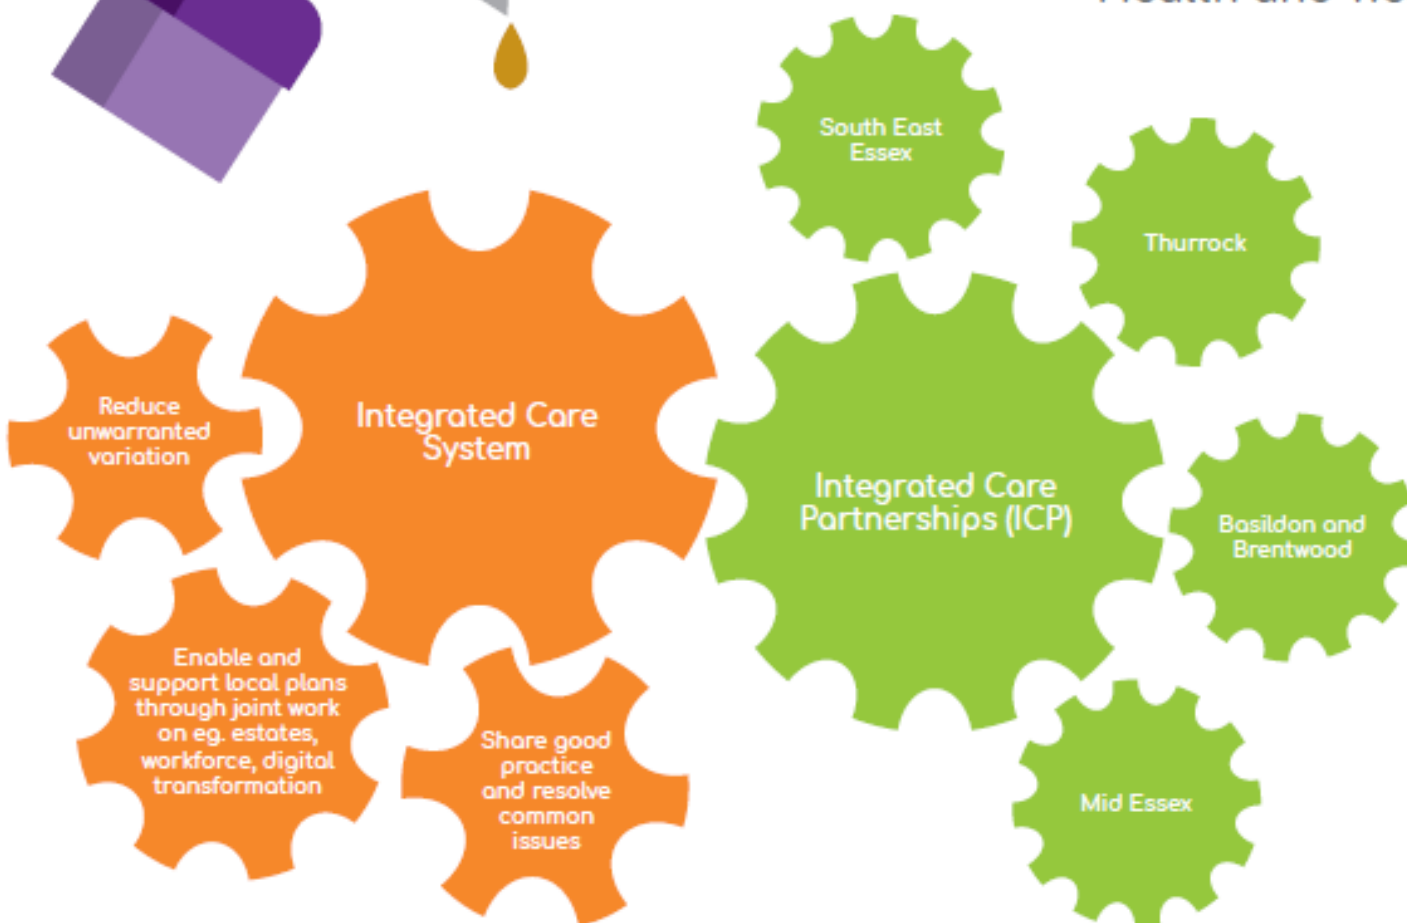 South East
Essex
Thurrock
Reduce
unwarranted
variation
Integrated Care
System
Integrated Care
Partnerships (ICP)
Basildon and
Brentwood
Enable and
support local plans
through joint work
on eg. estates,
workforce, digital
transformation
Share good
practice
and resolve
common
issues
Mid Essex